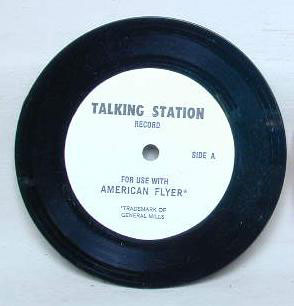 TALKING STATION
RECORD
SIDE A
FOR USE WITH
AMERICAN FLYER*
*TRADEMARK OF
GENERAL MILLS